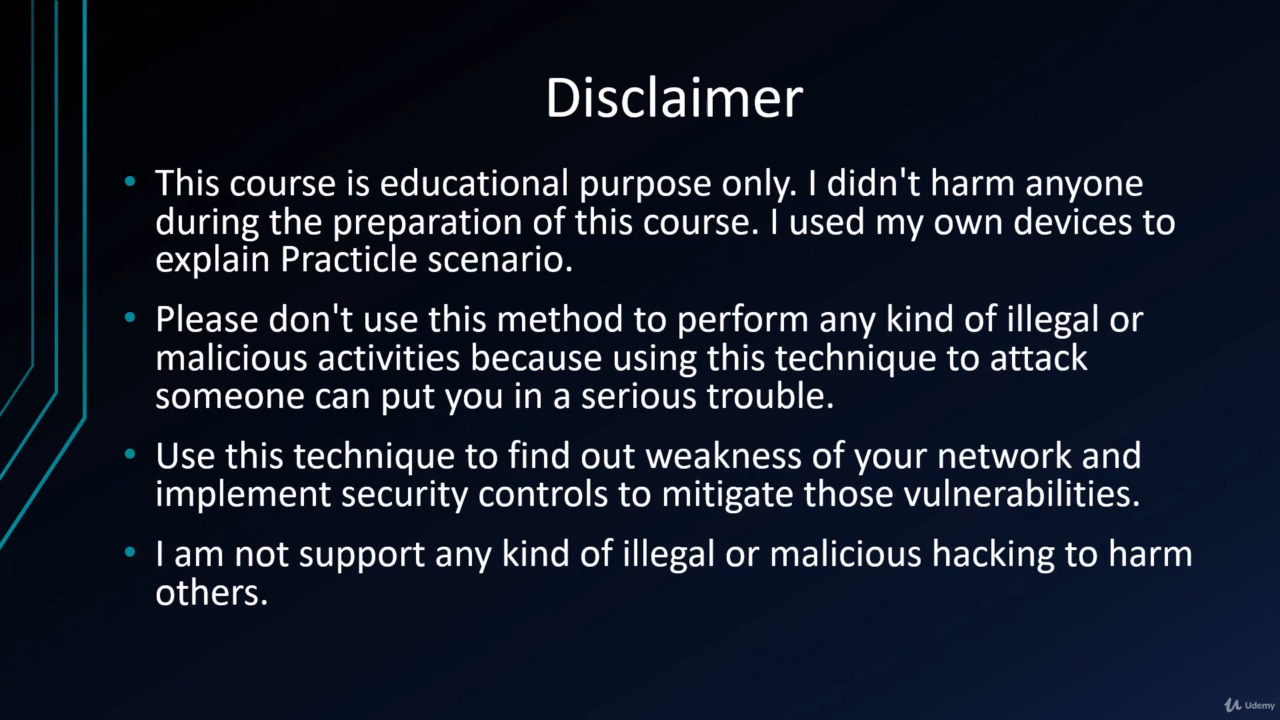 Disclaimer
• This course is educational purpose only. I didn't harm anyone
during the preparation of this course. I used my own devices to
explain Practicle scenario.
• Please don't use this method to perform any kind of illegal or
malicious activities because using this technique to attack
someone can put you in a serious trouble.
• Use this technique to find out weakness of your network and
implement security controls to mitigate those vulnerabilities.
• I am not support any kind of illegal or malicious hacking to harm
others.
Udemy